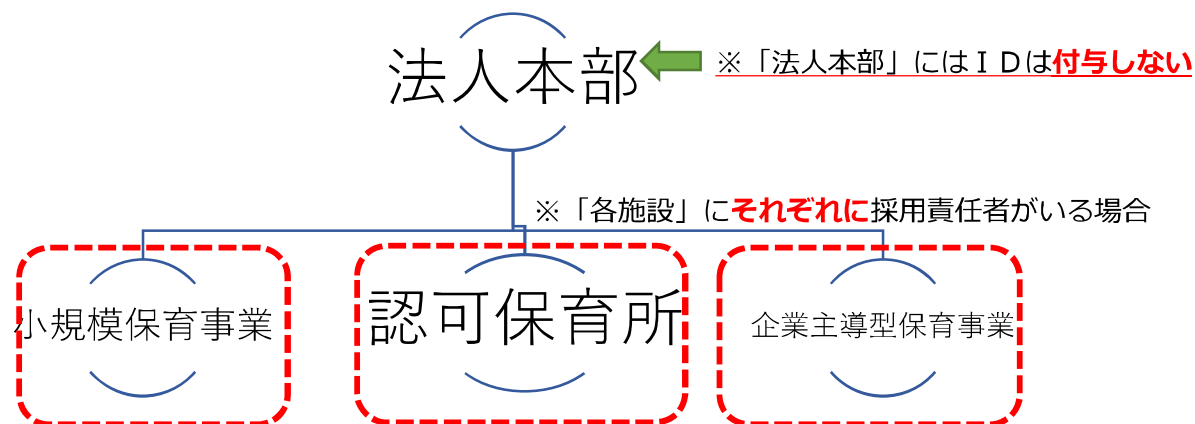 法人本部
※「法人本部」にはＩＤは付与しない
※「各施設」にそれぞれに採用責任者がいる場合
小規模保育事業
認可保育所
企業主導型保育事業